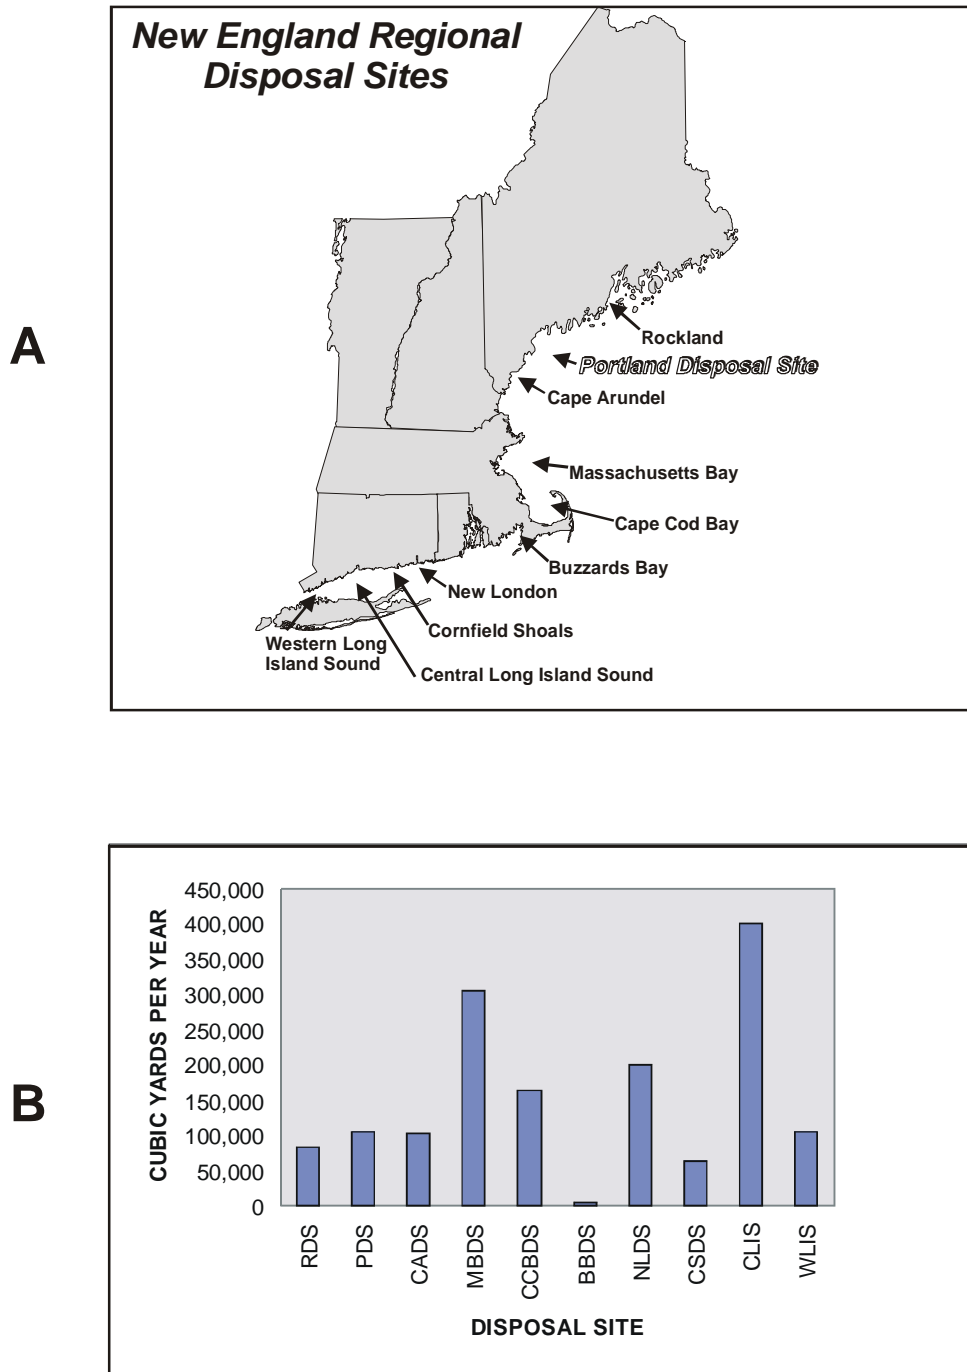 A
New England Regional
Disposal Sites
Rockland
Portland Disposal Site
Cape Arundel
Massachusetts Bay
Cape Cod Bay
Buzzards Bay
New London
Cornfield Shoals
Western Long
Island Sound
Central Long Island Sound
B
CUBIC YARDS PER YEAR
450,000
400,000
350,000
300,000
250,000
200,000
150,000
100,000
50,000
0
RDS
PDS
CADS
MBDS
CCBDS
BBDS
NLDS
CSDS
CLIS
WLIS
DISPOSAL SITE